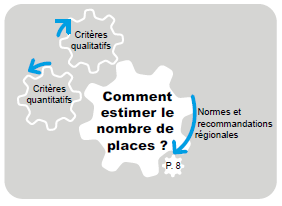 Critères
qualitatifs
Critères
quantitatifs
Comment
estimer le
nombre de
places ?
Normes et
recommandations
régionales
P. 8